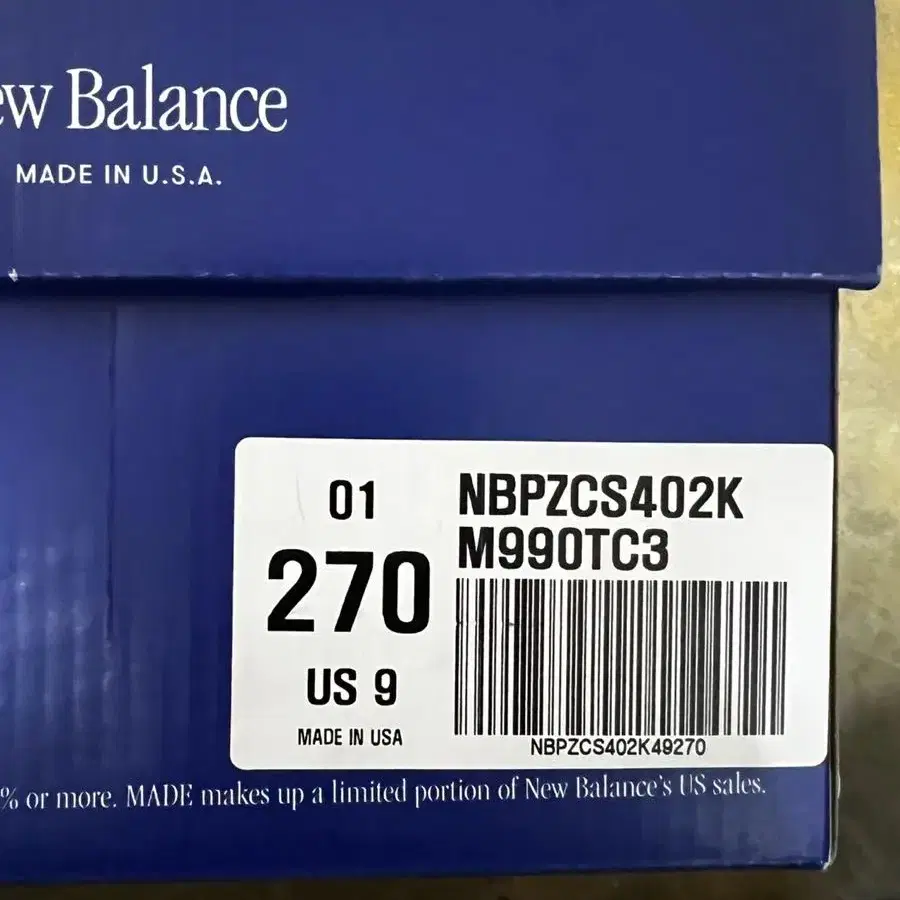 ew Balance
MADE IN U.S.A.
01
270
US 9
MADE IN USA
NBPZCS402K
M990TC3
NBPZCS402K49270
% or more. MADE makes up a limited portion of New Balance's US sales.